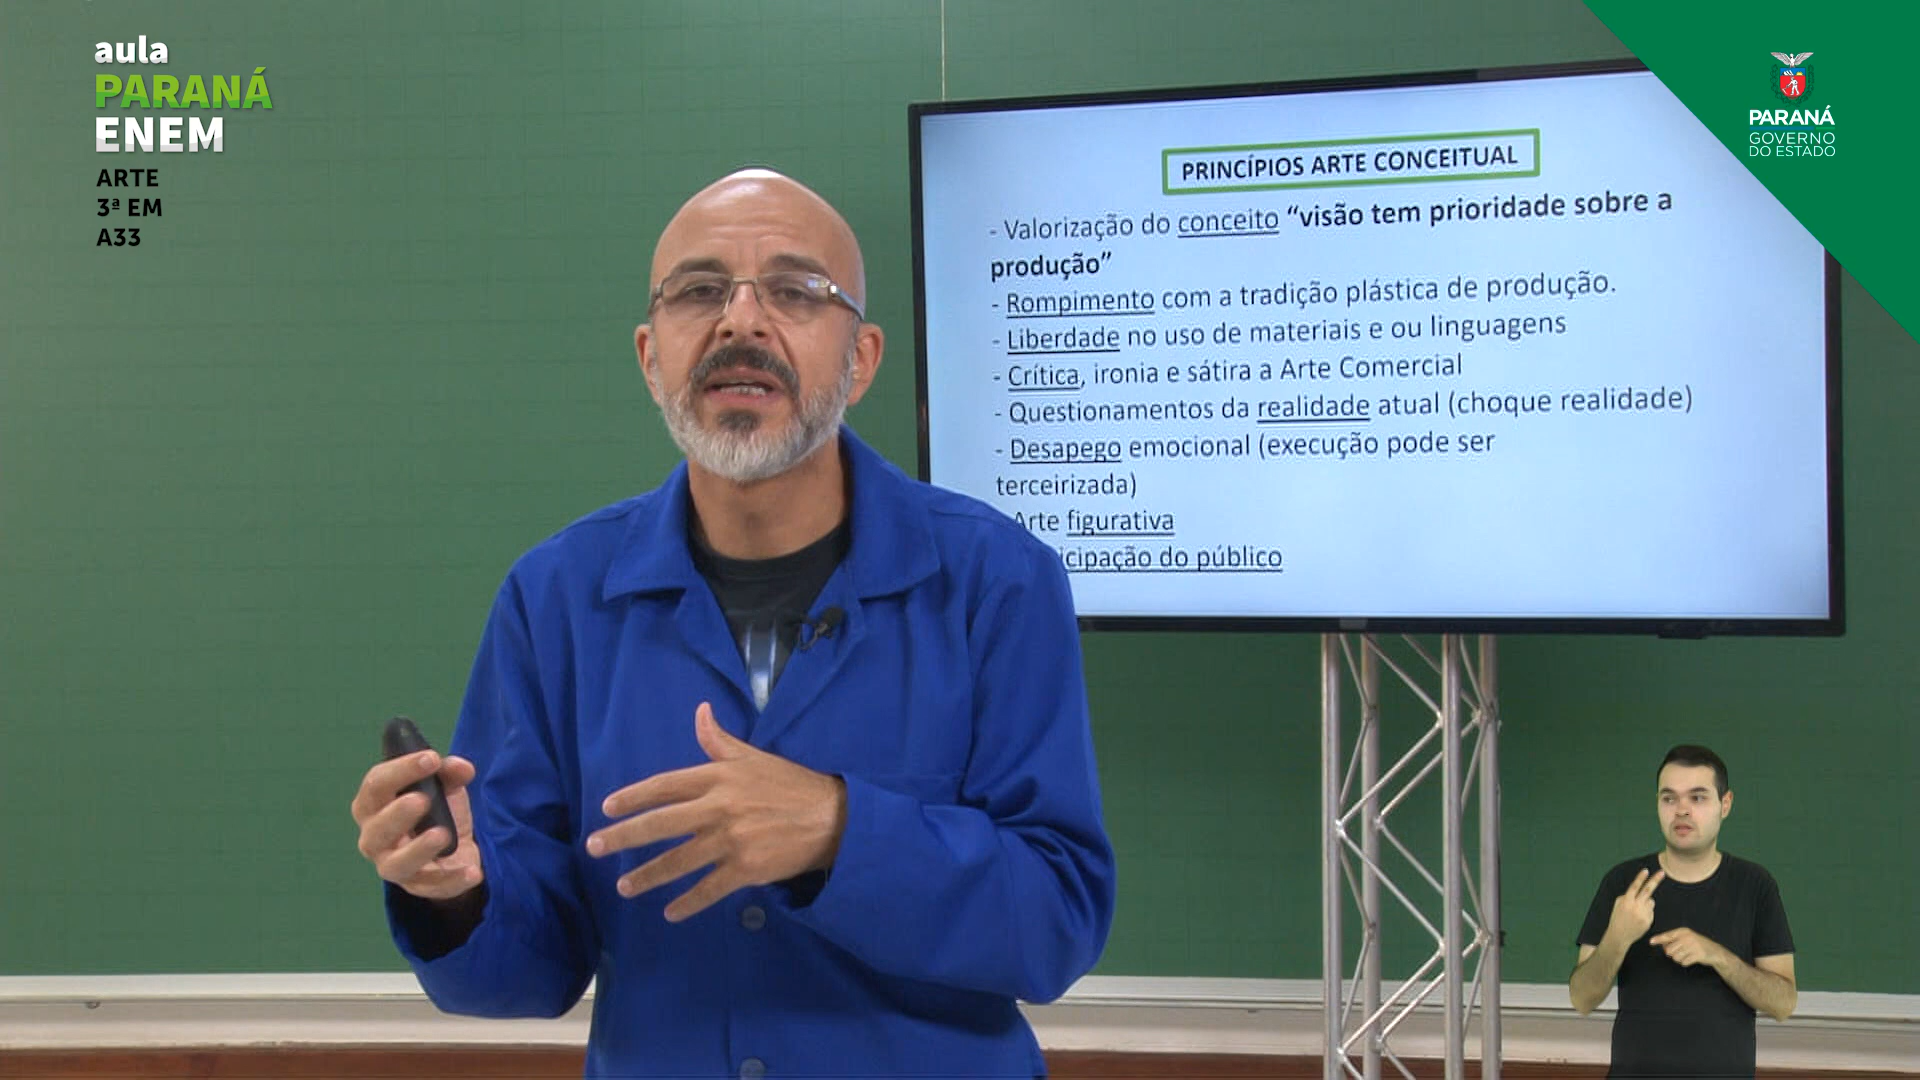 aula
PARANÁ
ENEM
ARTE
3ª EM
A33
PARANÁ
GOVERNO
DO ESTADO
PRINCÍPIOS ARTE CONCEITUAL
- Valorização do conceito “visão tem prioridade sobre a
produção”
- Rompimento com a tradição plástica de produção.
- Liberdade no uso de materiais e ou linguagens
- Crítica, ironia e sátira a Arte Comercial
- Questionamentos da realidade atual (choque realidade)
- Desapego emocional (execução pode ser
terceirizada)
Arte figurativa
icipação do público